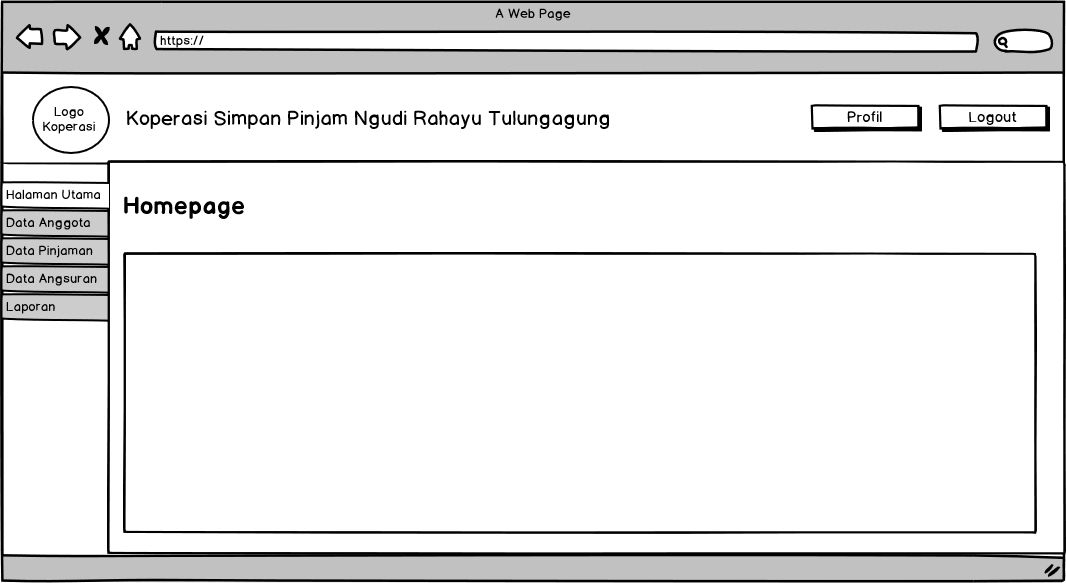 A Web Page
https://
Logo
Koperasi
Koperasi Simpan Pinjam Ngudi Rahayu Tulungagung
Profil
Logout
Halaman Utama
Data Anggota
Data Pinjaman
Data Angsuran
Laporan
Homepage